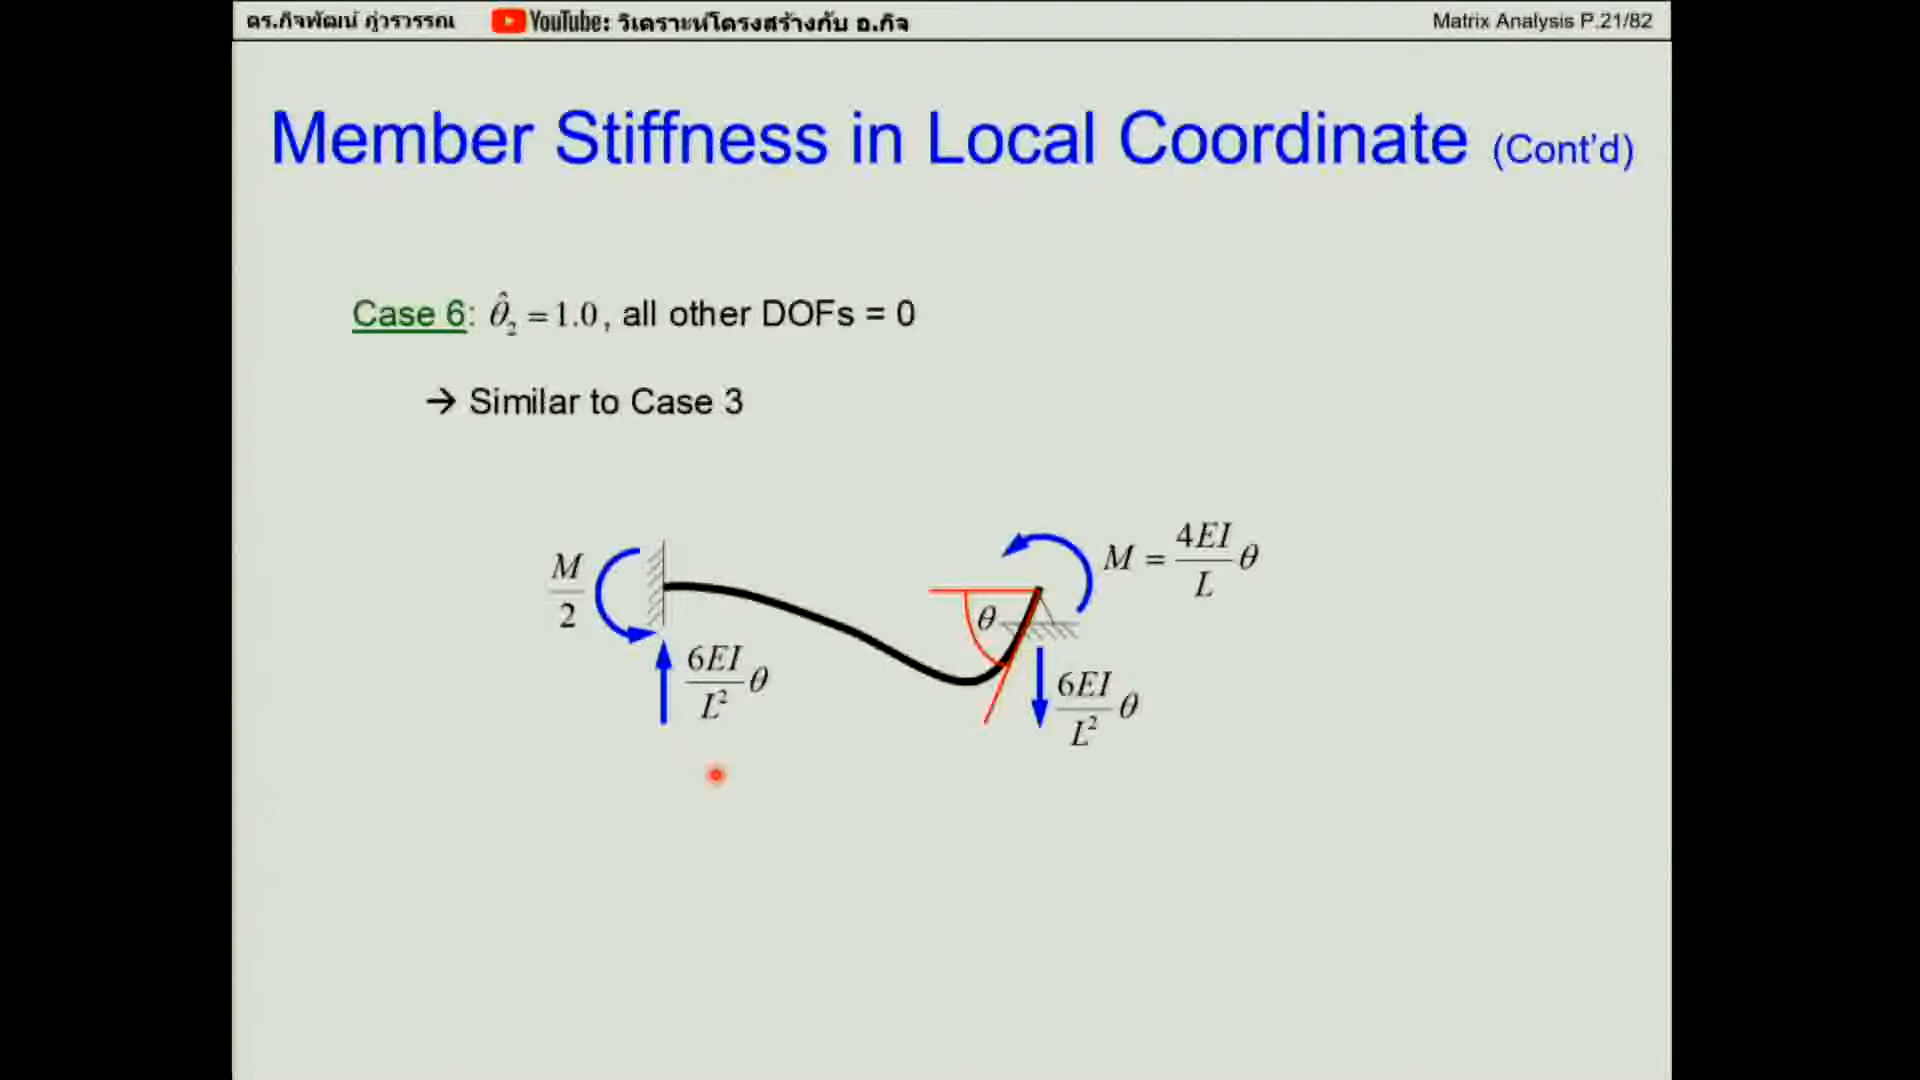 ดร.กิจพัฒน์ ภู่วรวรรณ YouTube: วิเคราะห์โครงสร้างกับ อ.กิจ Matrix Analysis P.21/82
Member Stiffness in Local Coordinate (Cont'd)
Case 6: θ̂₂ = 1.0, all other DOFs = 0
→ Similar to Case 3
M/2
M = 4EI/L θ
θ
6EI/L² θ
6EI/L² θ